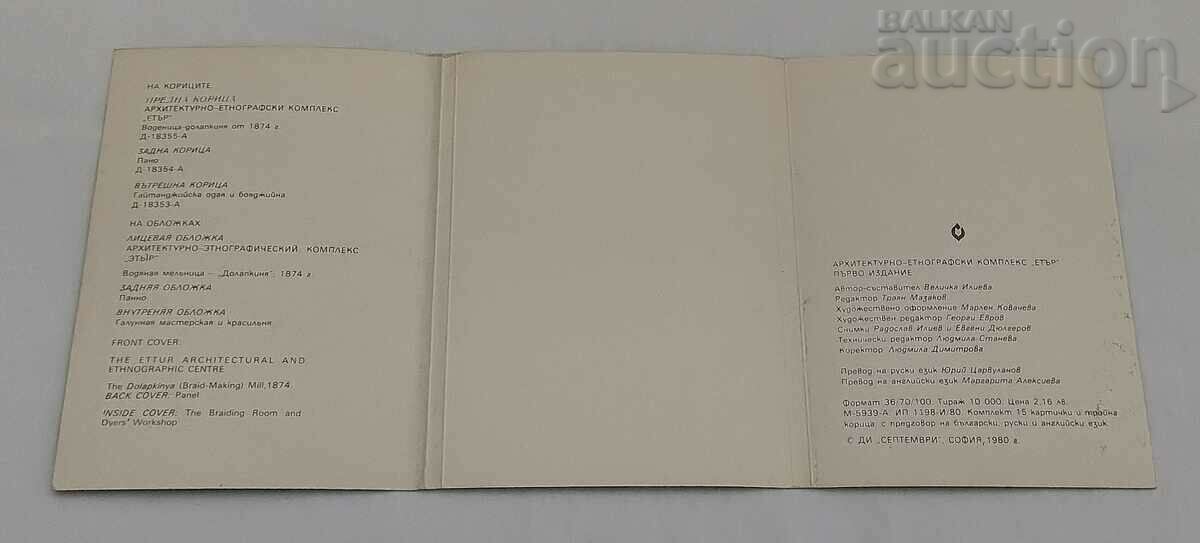 BALKAN
auction
НА КОРИЦИТЕ
ПРЕДНА КОРИЦА
АРХИТЕКТУРНО-ЕТНОГРАФСКИ КОМПЛЕКС
„ЕТЪР"
Воденица-долапкиня от 1874 г.
Д-18355-А
ЗАДНА КОРИЦА
Пано
Д-18354-А
ВЪТРЕШНА КОРИЦА
Гайтанджийска одая и бояджийна
Д-18353-А
НА ОБЛОЖКАХ
ЛИЦЕВАЯ ОБЛОЖКА
АРХИТЕКТУРНО-ЭТНОГРАФИЧЕСКИЙ КОМПЛЕКС
„ЭТЫР"
Водяная мельница — „Долапкиня", 1874 г.
ЗАДНЯЯ ОБЛОЖКА
Панно
ВНУТРЕНЯЯ ОБЛОЖКА
Галунная мастерская и красильня
FRONT COVER:
THE ETTUR ARCHITECTURAL AND
ETHNOGRAPHIC CENTRE
The Dolapkinya (Braid-Making) Mill, 1874
BACK COVER: Panel
INSIDE COVER: The Braiding Room and
Dyers' Workshop
АРХИТЕКТУРНО-ЕТНОГРАФСКИ КОМПЛЕКС „ЕТЪР"
ПЪРВО ИЗДАНИЕ
Автор-съставител Величка Илиева
Редактор Траян Мазаков
Художествено оформление Марлен Ковачева
Художествен редактор Георги Евров
Снимки Радослав Илиев и Евгени Дюлгеров
Технически редактор Людмила Станева
Коректор Людмила Димитрова
Превод на руски език Юрий Царвуланов
Превод на английски език Маргарита Алексиева
Формат 36/70/100. Тираж 10 000. Цена 2,16 лв.
М-5939-А. ИП 1198-И/80. Комплект 15 картички и тройна
корица, с предговор на български, руски и английски език
© ДИ „СЕПТЕМВРИ", СОФИЯ, 1980 г.